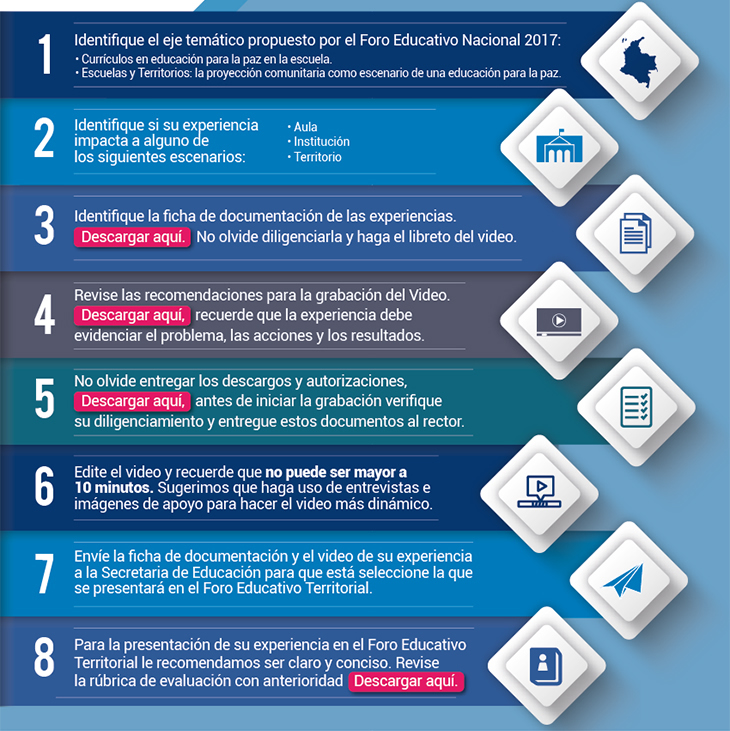 1
Identifique el eje temático propuesto por el Foro Educativo Nacional 2017:
• Currículos en educación para la paz en la escuela.
• Escuelas y Territorios: la proyección comunitaria como escenario de una educación para la paz.
2
Identifique si su experiencia
impacta a alguno de
los siguientes escenarios:
• Aula
• Institución
• Territorio
3
Identifique la ficha de documentación de las experiencias.
Descargar aquí. No olvide diligenciarla y haga el libreto del video.
4
Revise las recomendaciones para la grabación del Video.
Descargar aquí, recuerde que la experiencia debe
evidenciar el problema, las acciones y los resultados.
5
No olvide entregar los descargos y autorizaciones,
Descargar aquí, antes de iniciar la grabación verifique
su diligenciamiento y entregue estos documentos al rector.
6
Edite el video y recuerde que no puede ser mayor a
10 minutos. Sugerimos que haga uso de entrevistas e
imágenes de apoyo para hacer el video más dinámico.
7
Envíe la ficha de documentación y el video de su experiencia
a la Secretaria de Educación para que está seleccione la que
se presentará en el Foro Educativo Territorial.
8
Para la presentación de su experiencia en el Foro Educativo
Territorial le recomendamos ser claro y conciso. Revise
la rúbrica de evaluación con anterioridad Descargar aquí.